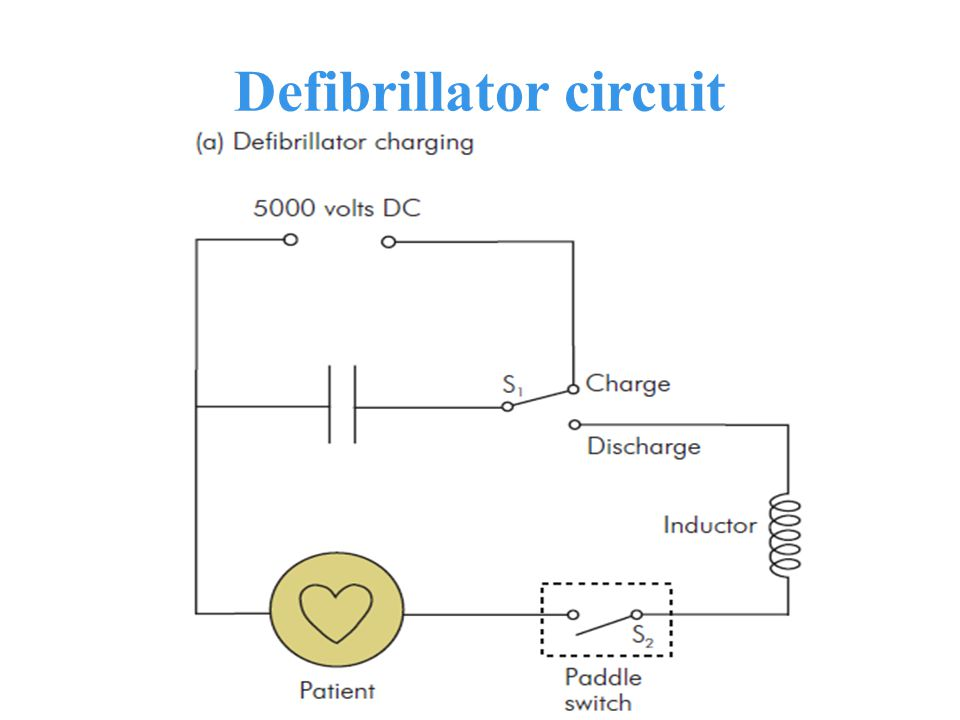 Defibrillator circuit
(a) Defibrillator charging
5000 volts DC
S₁
Charge
Discharge
Inductor
S₂
Patient
Paddle
switch